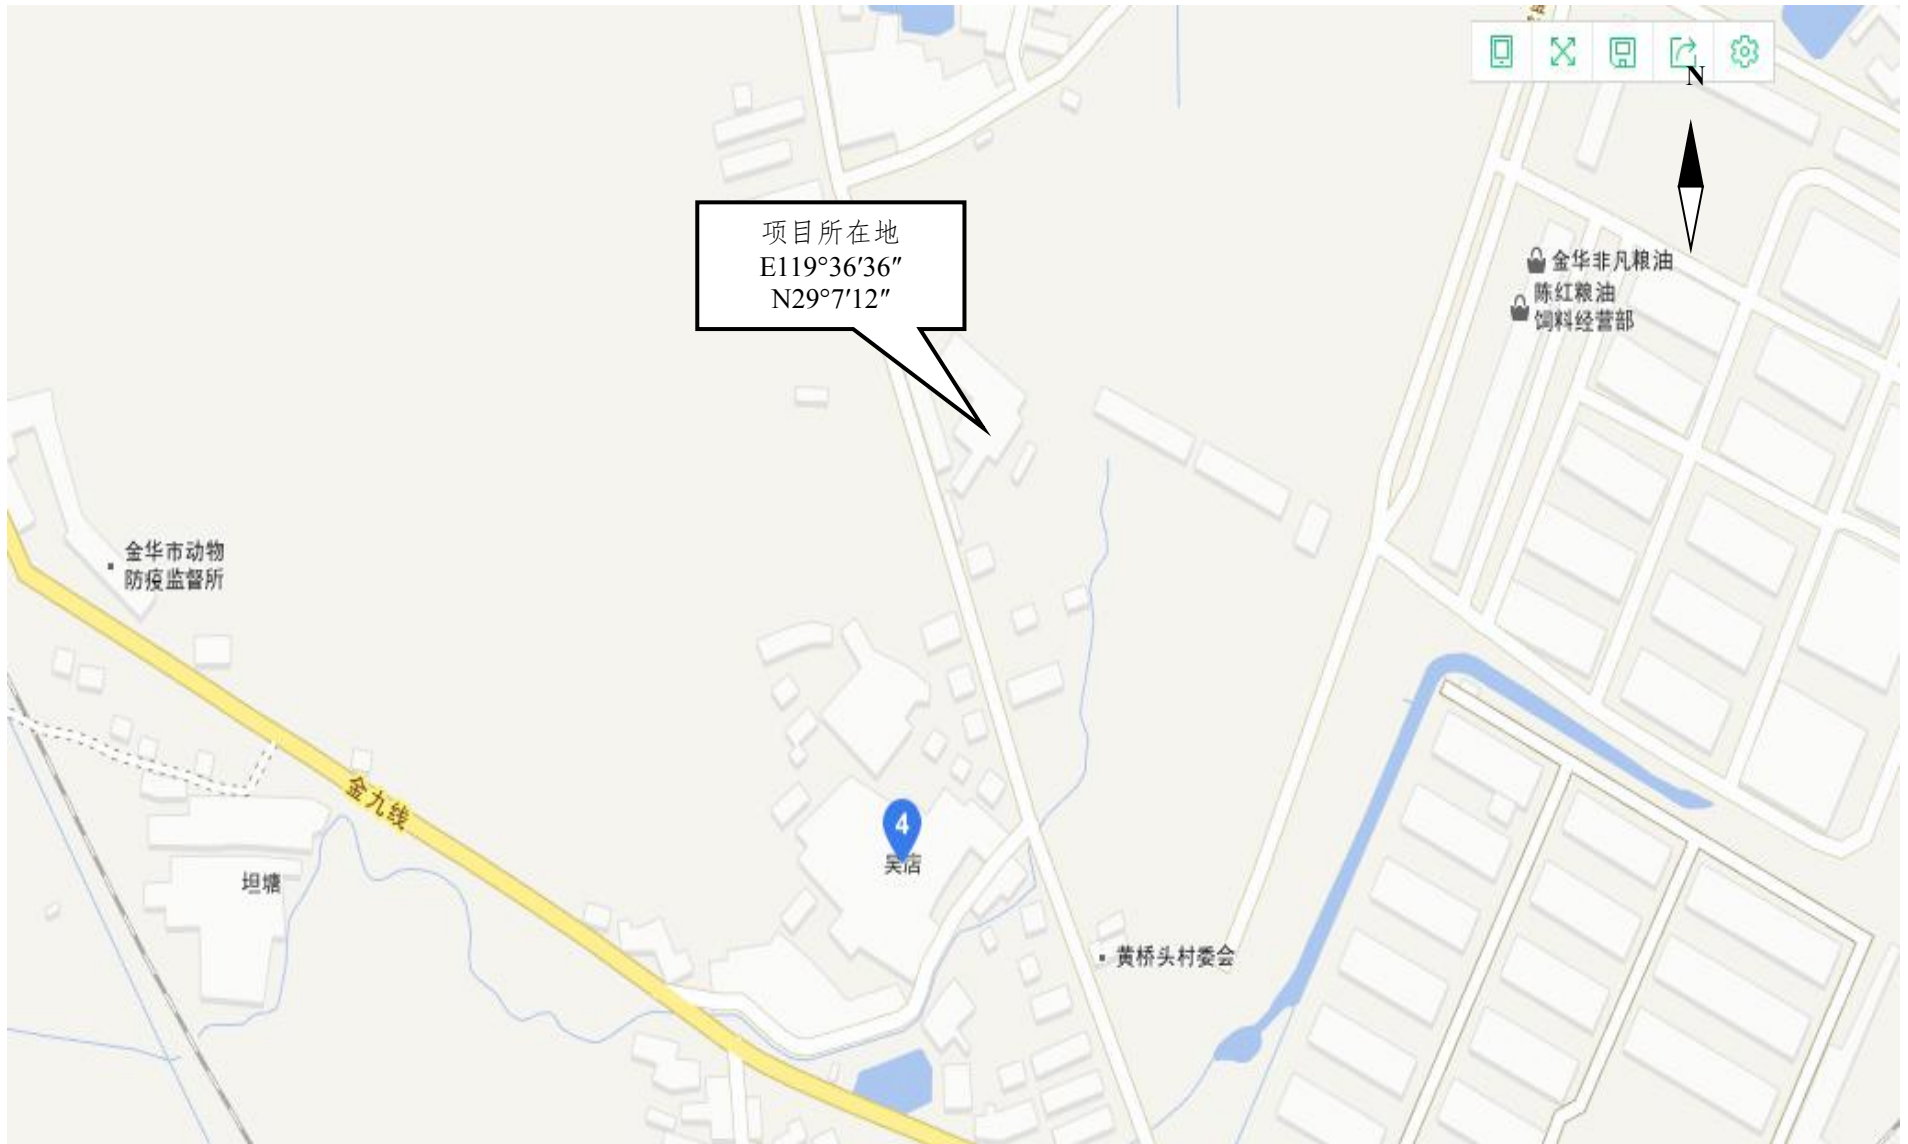 N
项目所在地
E119°36′36″
N29°7′12″
金华非凡粮油
陈红粮油
饲料经营部
金华市动物
防疫监督所
金九线
4
吴店
坦塘
黄桥头村委会